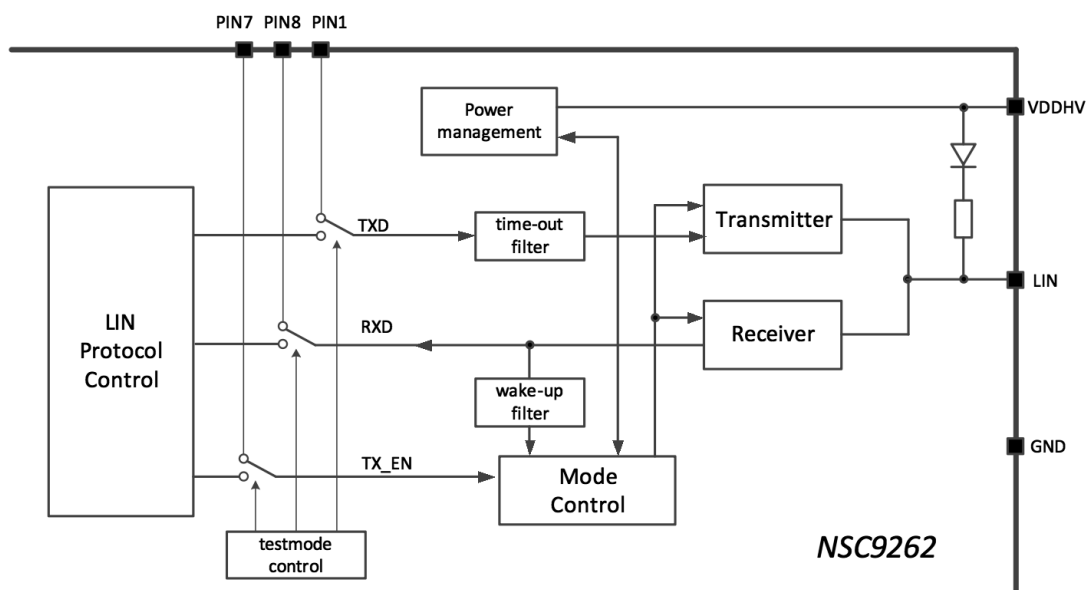 PIN7 PIN8 PIN1
Power
management
VDDHV
TXD
time-out
filter
Transmitter
LIN
LIN
Protocol
Control
RXD
Receiver
wake-up
filter
TX_EN
Mode
Control
GND
testmode
control
NSC9262